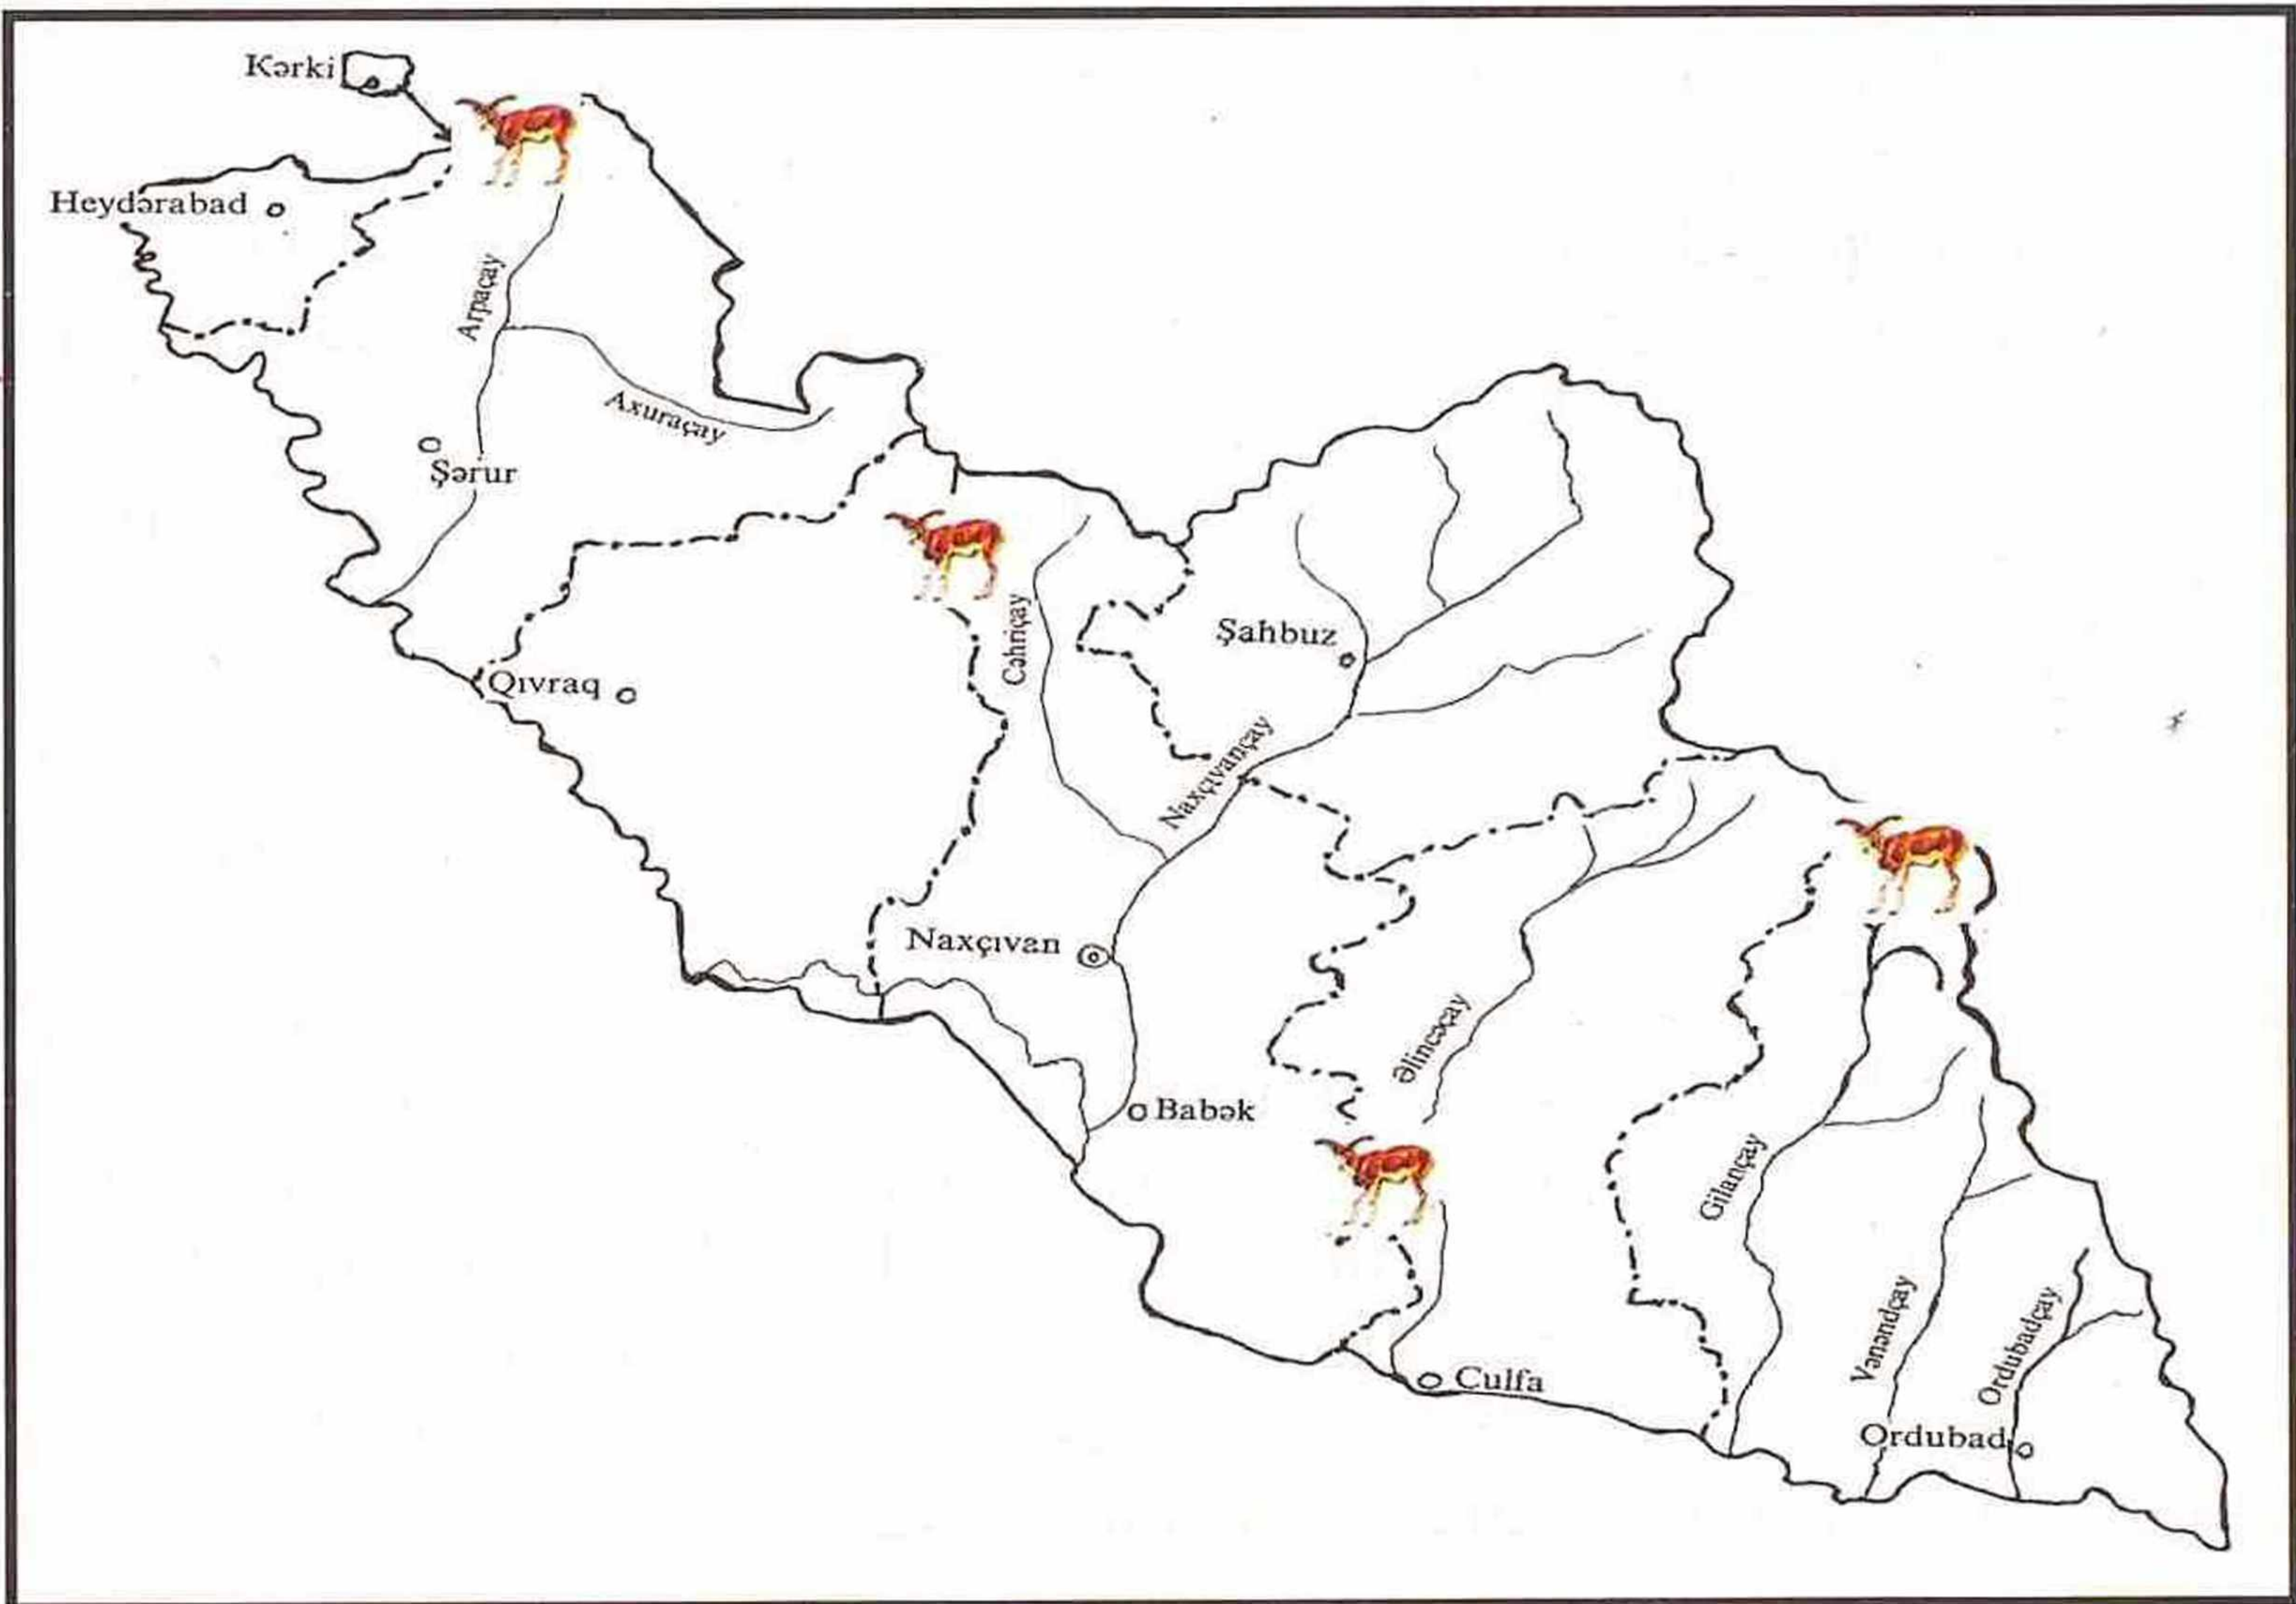 Kərki
Heydərabad
Arpaçay
Axuraçay
Şərur
Cəhriçay
Şahbuz
Qıvraq
Naxçıvançay
Naxçıvan
Əlincəçay
Babək
Gilançay
Vənəndçay
Ordubadçay
Culfa
Ordubad